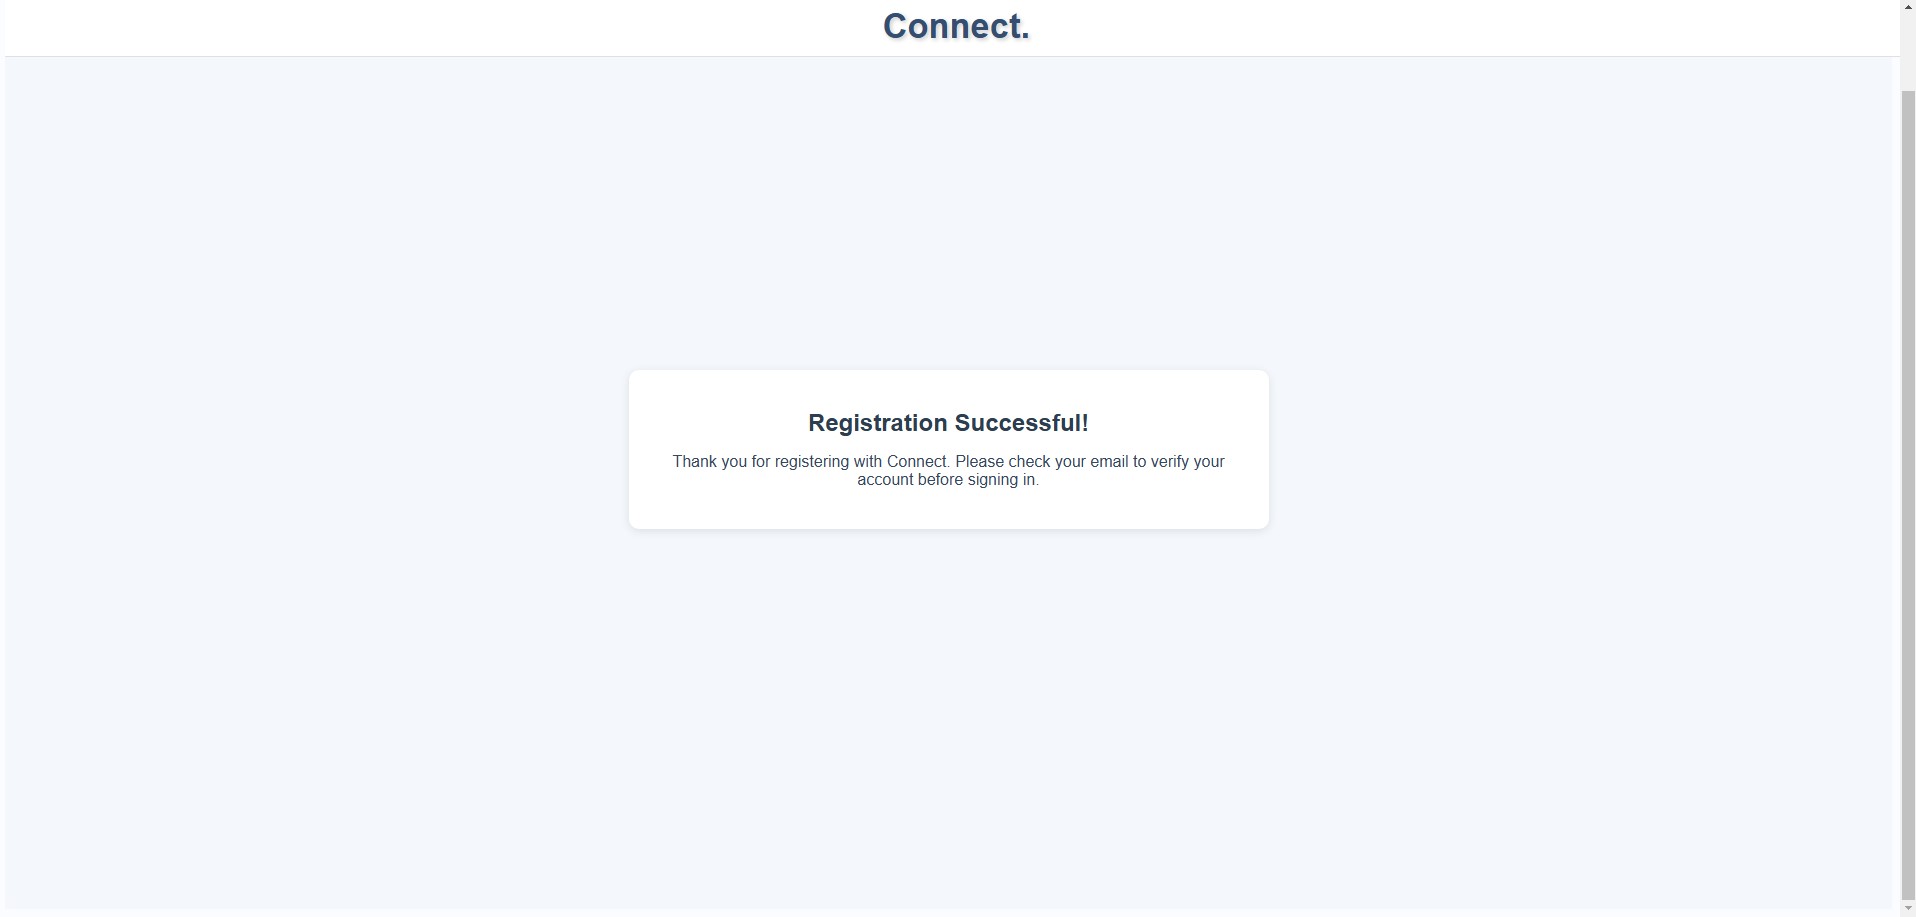 Connect.
Registration Successful!
Thank you for registering with Connect. Please check your email to verify your
account before signing in.